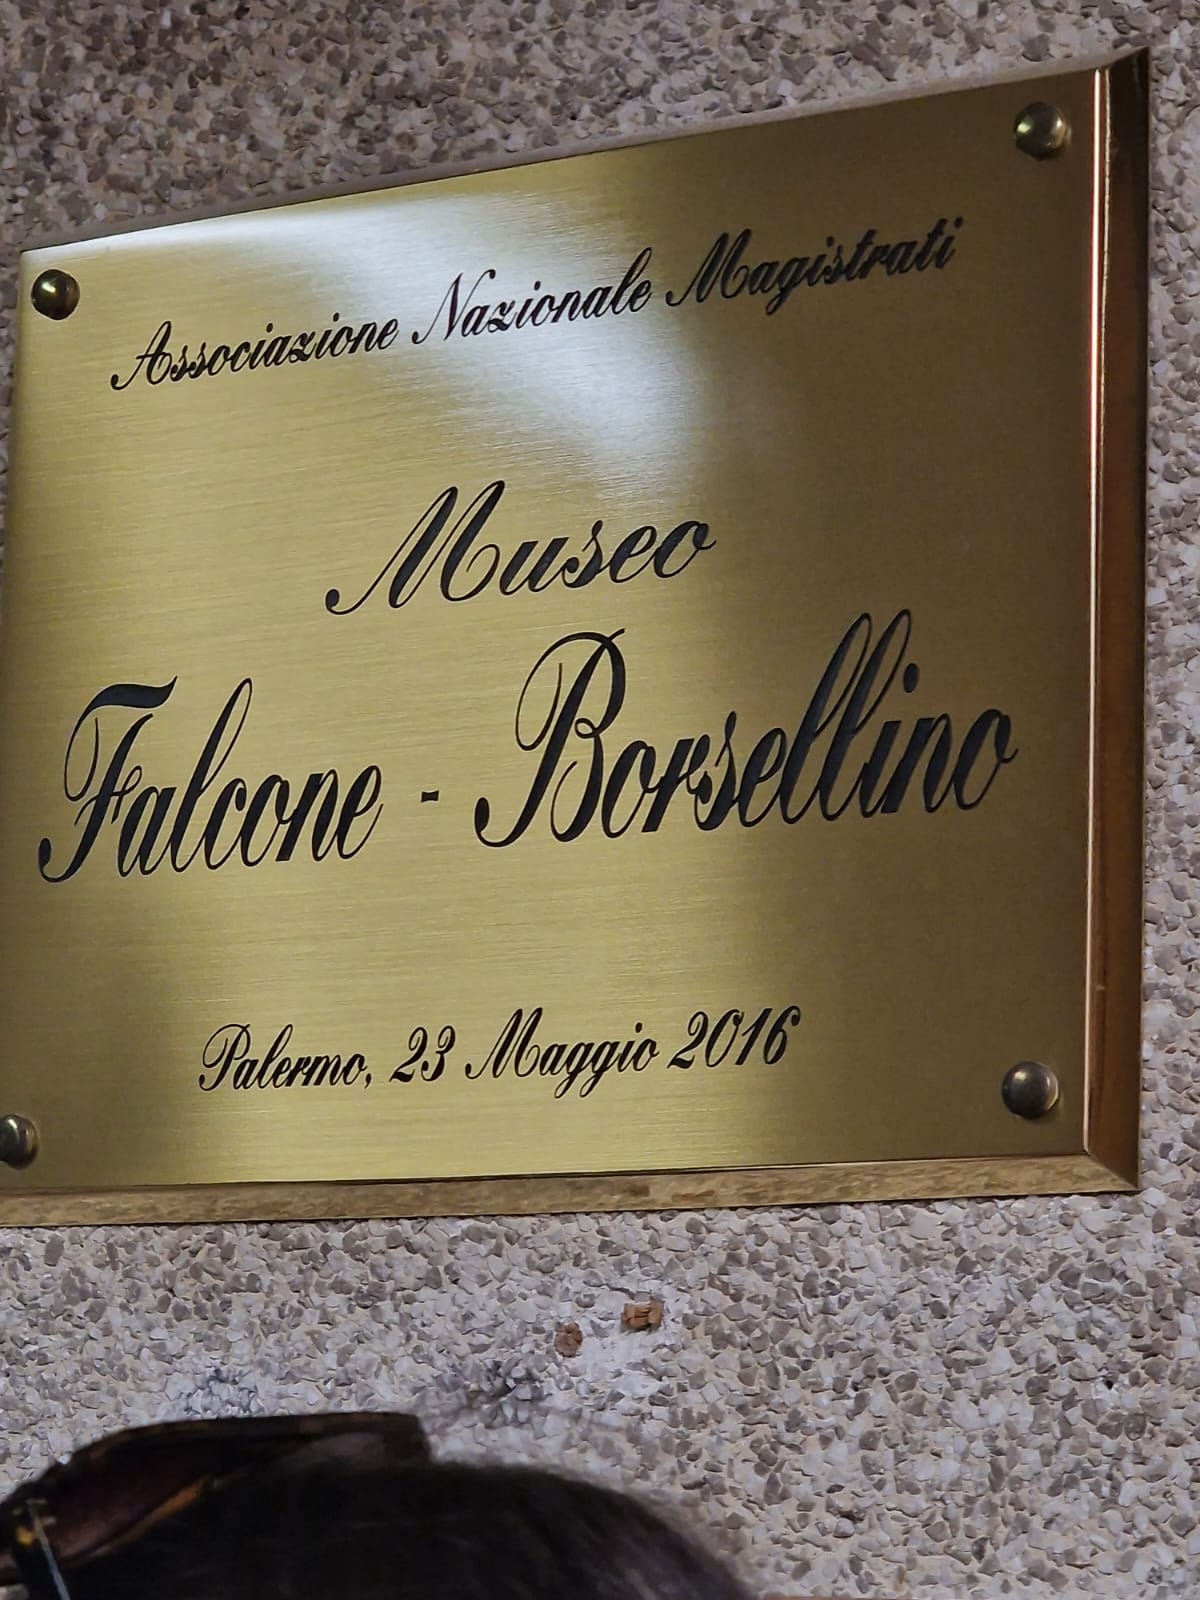 Associazione Nazionale Magistrati
Museo
Falcone - Borsellino
Palermo, 23 Maggio 2016